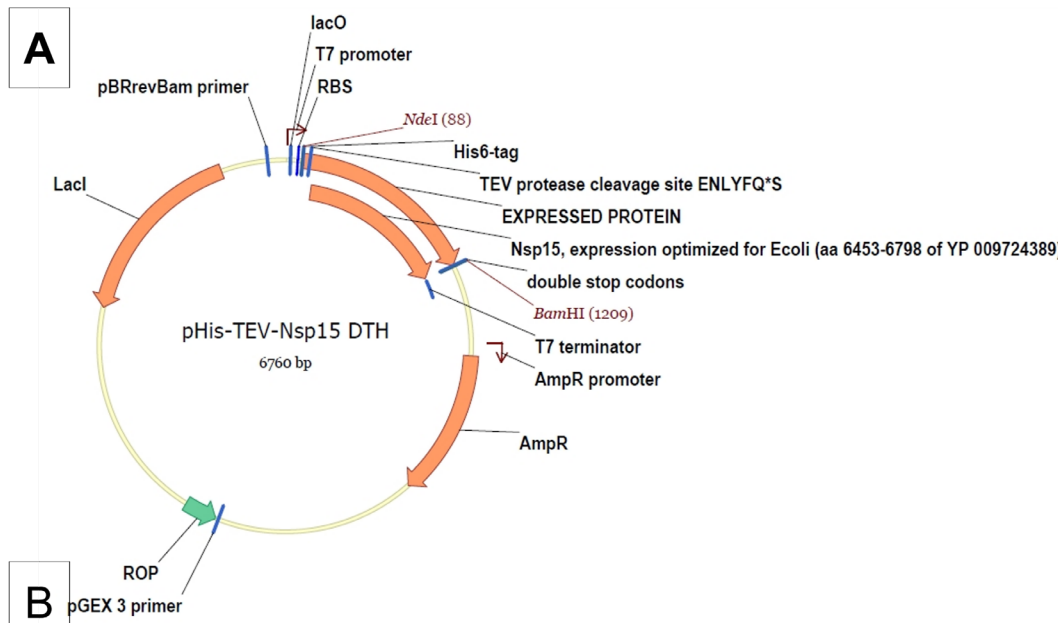 A
lacO
T7 promoter
pBRrevBam primer
RBS
NdeI (88)
His6-tag
TEV protease cleavage site ENLYFQ*S
LacI
EXPRESSED PROTEIN
Nsp15, expression optimized for Ecoli (aa 6453-6798 of YP 009724389)
double stop codons
BamHI (1209)
pHis-TEV-Nsp15 DTH
6760 bp
T7 terminator
AmpR promoter
AmpR
ROP
pGEX 3 primer
B